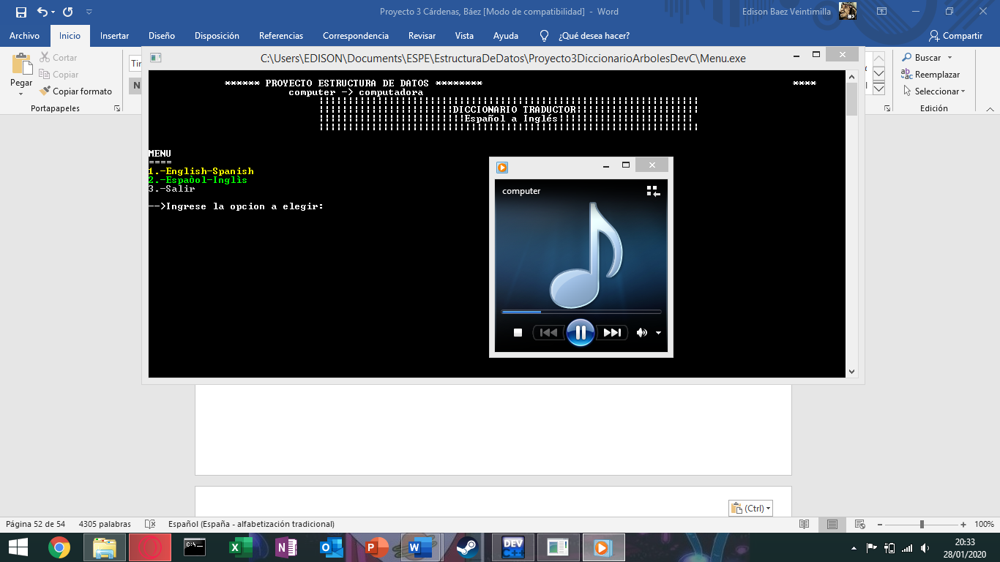 Proyecto 3 Cárdenas, Báez [Modo de compatibilidad] - Word
Edison Baez Veintimilla
Archivo Inicio Insertar Diseño Disposición Referencias Correspondencia Revisar Vista Ayuda ¿Qué desea hacer? Compartir
Pegar
Cortar
Copiar
Copiar formato
Portapapeles
N
Buscar
Reemplazar
Seleccionar
Edición
C:\Users\EDISON\Documents\ESPE\EstructuraDeDatos\Proyecto3DiccionarioArbolesDevC\Menu.exe
****** PROYECTO ESTRUCTURA DE DATOS ******** ****
computer -> computadora
DICCIONARIO TRADUCTOR
Español a Inglés
MENU
====
1.-English-Spanish
2.-Espaòol-Inglìs
3.-Salir
-->Ingrese la opcion a elegir:
computer
(Ctrl)
Página 52 de 54 4305 palabras Español (España - alfabetización tradicional) 100%
C:\_
DEV C++
20:33
28/01/2020